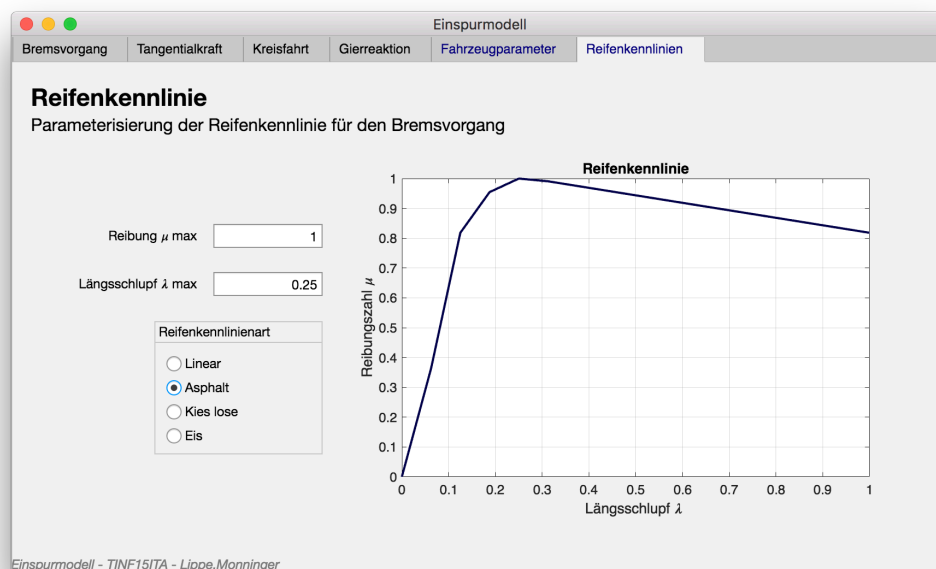 Einspurmodell
Bremsvorgang Tangentialkraft Kreisfahrt Gierreaktion Fahrzeugparameter Reifenkennlinien
Reifenkennlinie
Parameterisierung der Reifenkennlinie für den Bremsvorgang
Reibung μ max 1
Längsschlupf λ max 0.25
Reifenkennlinienart
Linear
Asphalt
Kies lose
Eis
Reifenkennlinie
Reibungszahl μ
1
0.9
0.8
0.7
0.6
0.5
0.4
0.3
0.2
0.1
0
0 0.1 0.2 0.3 0.4 0.5 0.6 0.7 0.8 0.9 1
Längsschlupf λ
Einspurmodell - TINF15ITA - Lippe,Monninger